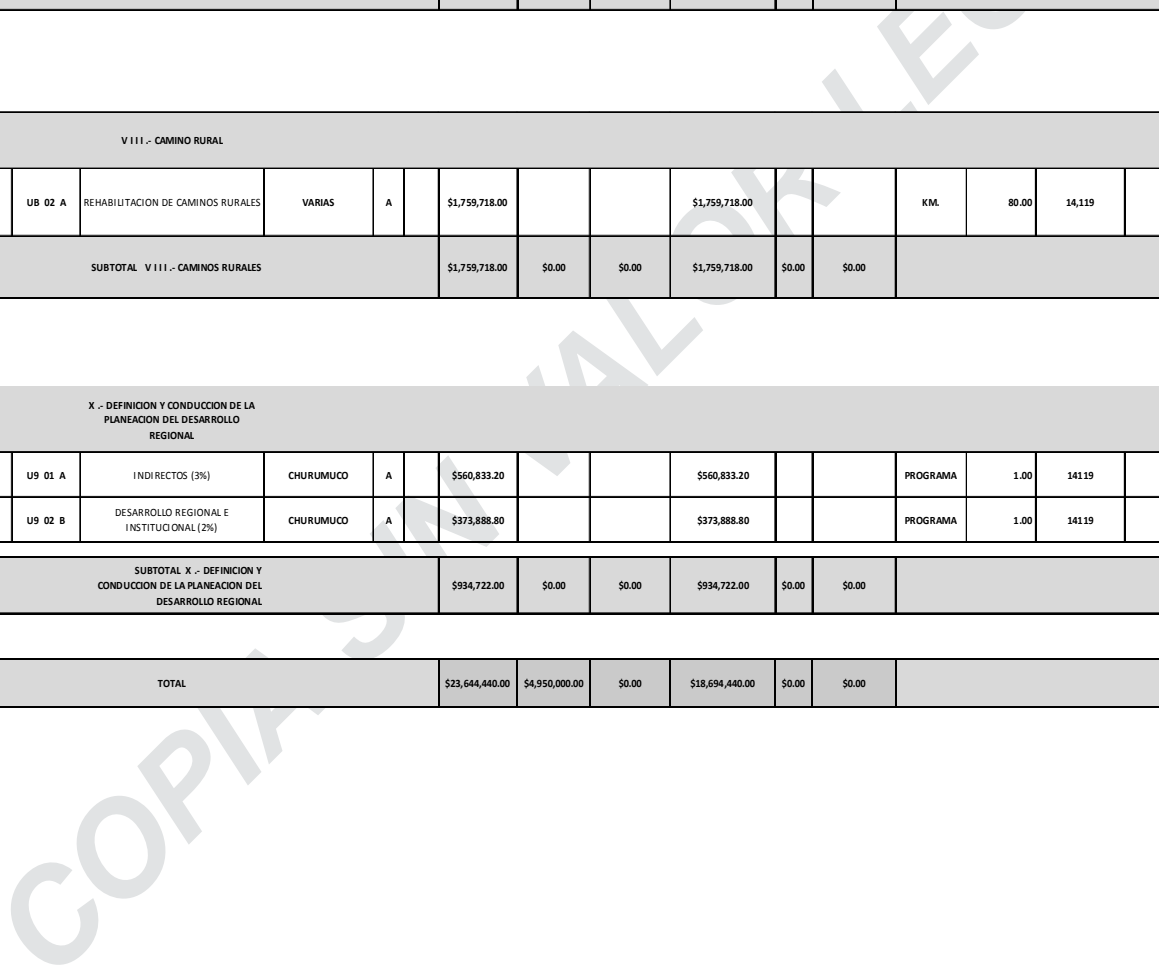 V I I I .- CAMINO RURAL
UB 02 A REHABILITACION DE CAMINOS RURALES VARIAS A $1,759,718.00 $1,759,718.00 KM. 80.00 14,119
SUBTOTAL V I I I .- CAMINOS RURALES $1,759,718.00 $0.00 $0.00 $1,759,718.00 $0.00 $0.00
X .- DEFINICION Y CONDUCCION DE LA
PLANEACION DEL DESARROLLO
REGIONAL
U9 01 A INDIRECTOS (3%) CHURUMUCO A $560,833.20 $560,833.20 PROGRAMA 1.00 14119
U9 02 B DESARROLLO REGIONAL E
INSTITUCIONAL (2%) CHURUMUCO A $373,888.80 $373,888.80 PROGRAMA 1.00 14119
SUBTOTAL X .- DEFINICION Y
CONDUCCION DE LA PLANEACION DEL
DESARROLLO REGIONAL $934,722.00 $0.00 $0.00 $934,722.00 $0.00 $0.00
TOTAL $23,644,440.00 $4,950,000.00 $0.00 $18,694,440.00 $0.00 $0.00
COPIA SIN VALOR LE